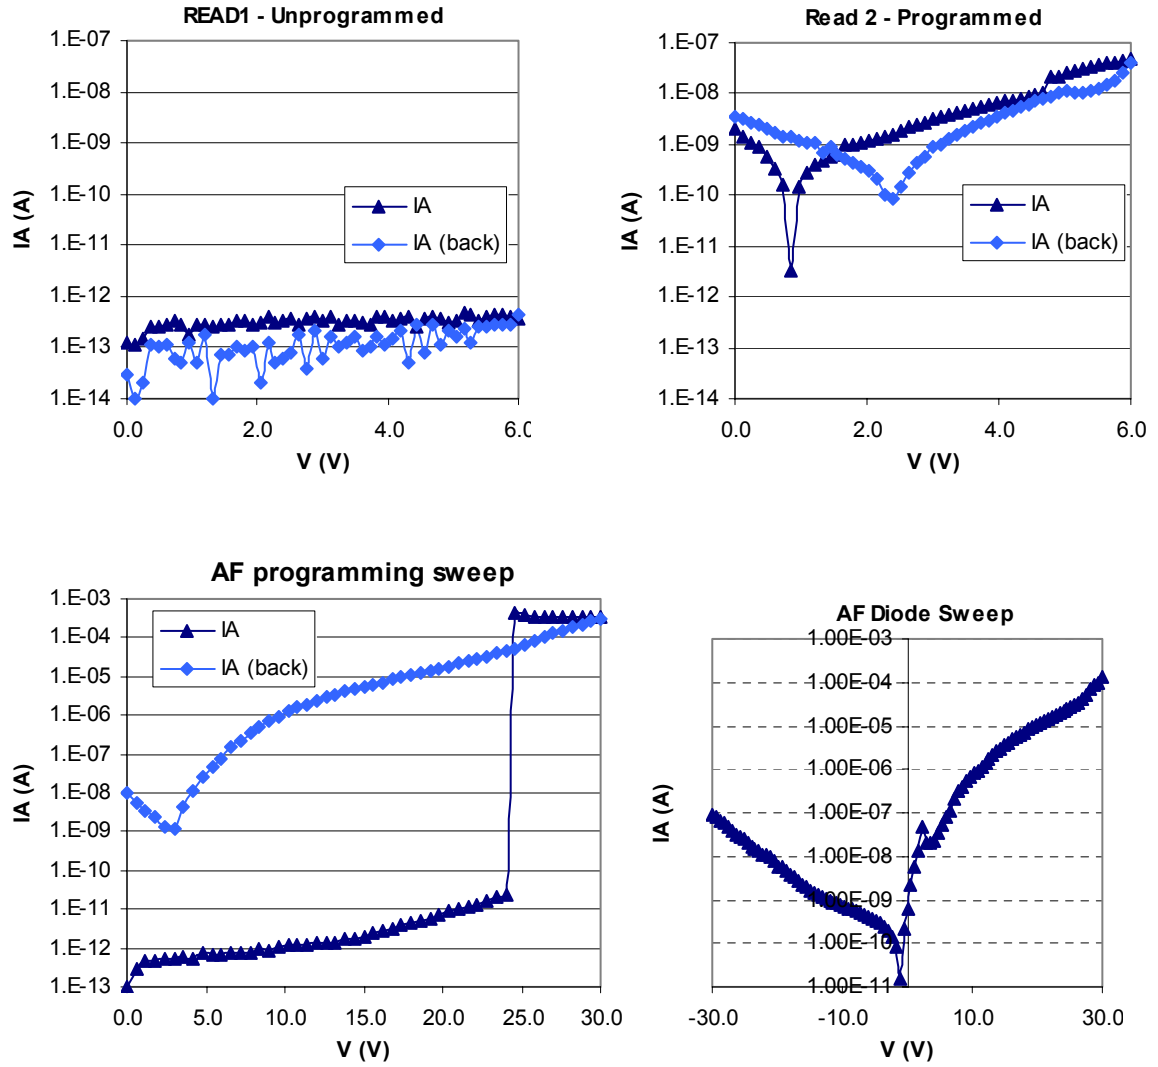 READ1 - Unprogrammed
1.E-07
1.E-08
1.E-09
1.E-10
1.E-11
1.E-12
1.E-13
1.E-14
IA (A)
IA
IA (back)
0.0 2.0 4.0 6.0
V (V)
Read 2 - Programmed
1.E-07
1.E-08
1.E-09
1.E-10
1.E-11
1.E-12
1.E-13
1.E-14
IA (A)
IA
IA (back)
0.0 2.0 4.0 6.0
V (V)
AF programming sweep
1.E-03
1.E-04
1.E-05
1.E-06
1.E-07
1.E-08
1.E-09
1.E-10
1.E-11
1.E-12
1.E-13
IA (A)
IA
IA (back)
0.0 5.0 10.0 15.0 20.0 25.0 30.0
V (V)
AF Diode Sweep
1.00E-03
1.00E-04
1.00E-05
1.00E-06
1.00E-07
1.00E-08
1.00E-09
1.00E-10
1.00E-11
IA (A)
-30.0 -10.0 10.0 30.0
V (V)